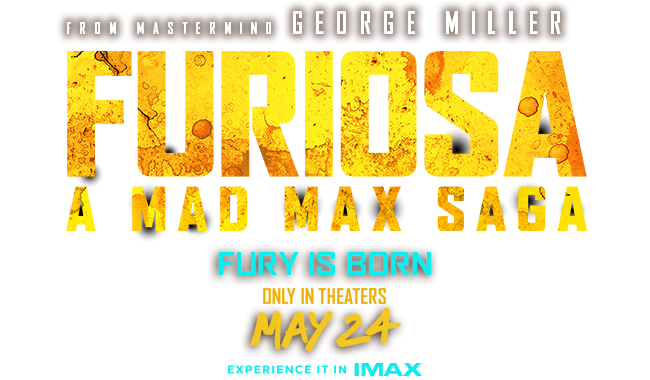 FROM MASTERMIND GEORGE MILLER
FURIOSA
A MAD MAX SAGA
FURY IS BORN
ONLY IN THEATERS
MAY 24
EXPERIENCE IT IN IMAX